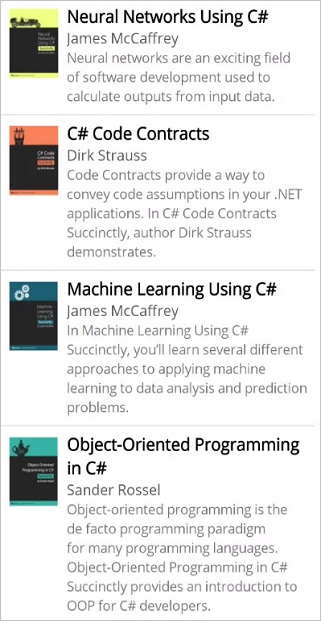 Neural Networks Using C#
James McCaffrey
Neural networks are an exciting field
of software development used to
calculate outputs from input data.
C# Code Contracts
Dirk Strauss
Code Contracts provide a way to
convey code assumptions in your .NET
applications. In C# Code Contracts
Succinctly, author Dirk Strauss
demonstrates.
Machine Learning Using C#
James McCaffrey
In Machine Learning Using C#
Succinctly, you’ll learn several different
approaches to applying machine
learning to data analysis and prediction
problems.
Object-Oriented Programming
in C#
Sander Rossel
Object-oriented programming is the
de facto programming paradigm
for many programming languages.
Object-Oriented Programming in C#
Succinctly provides an introduction to
OOP for C# developers.